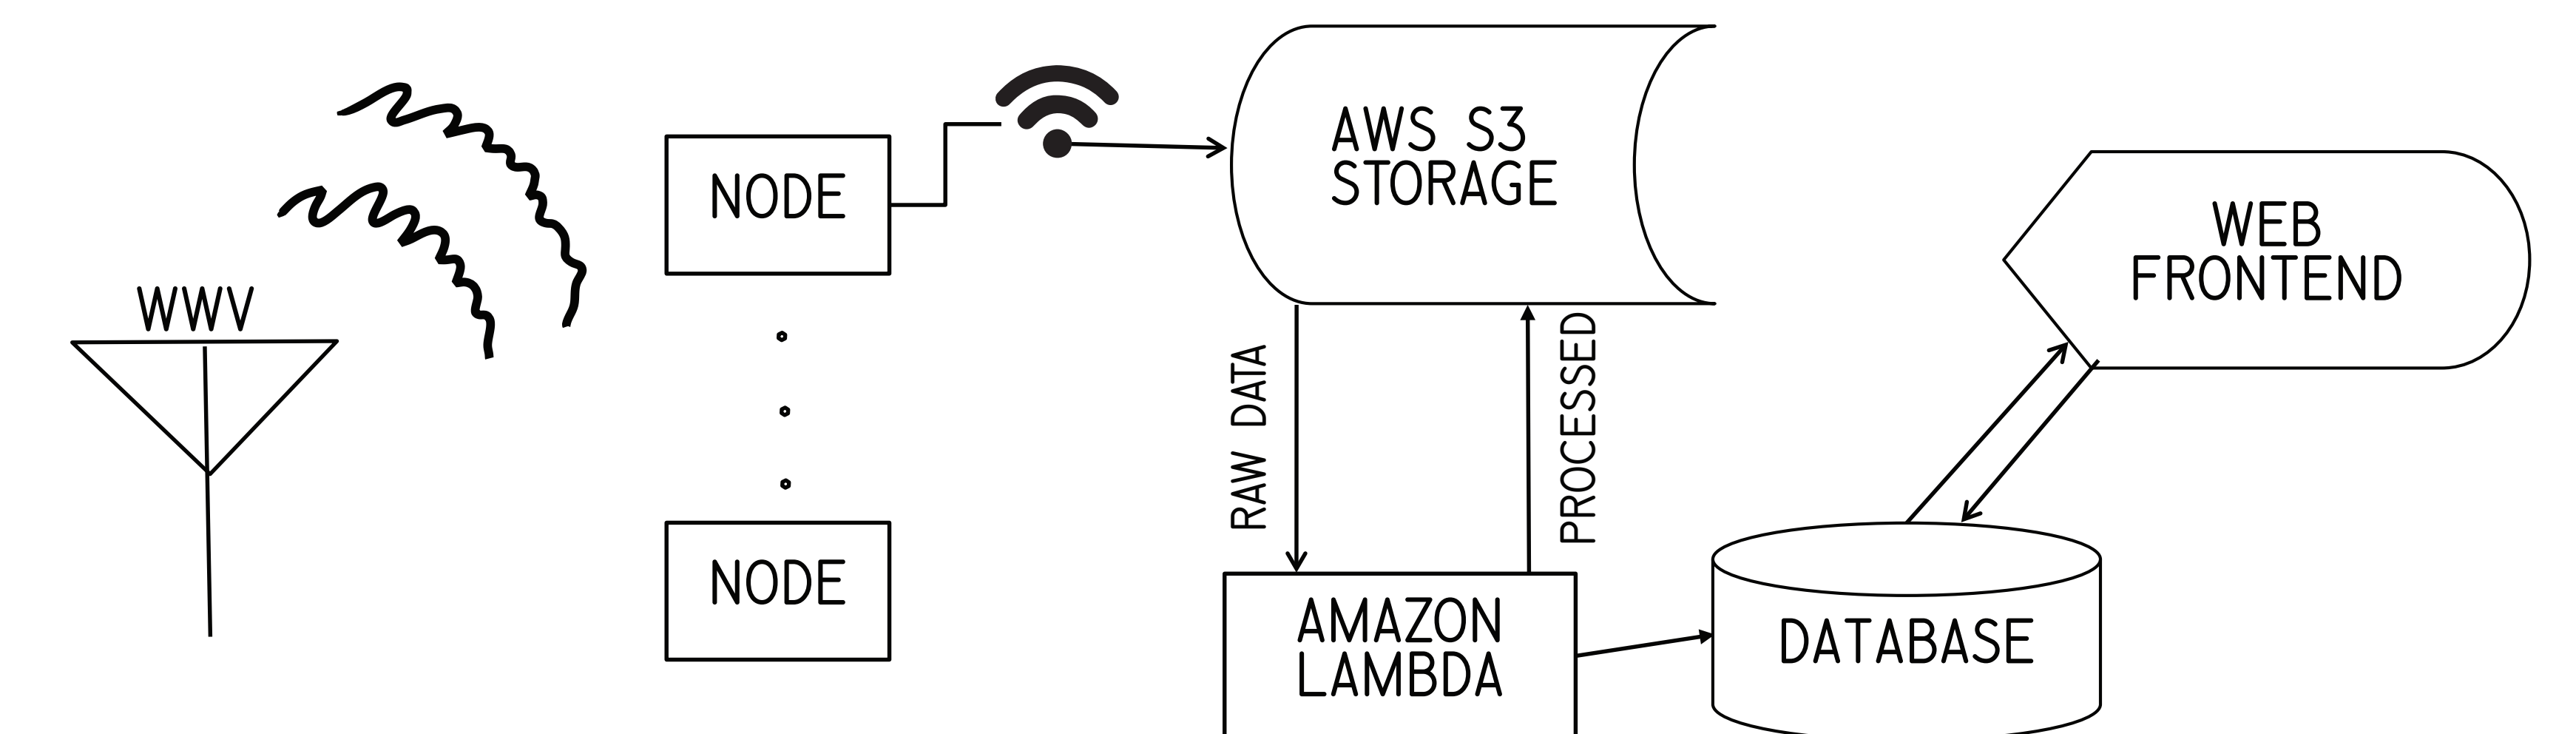 WWV
NODE
NODE
AWS S3
STORAGE
RAW DATA
PROCESSED
AMAZON
LAMBDA
DATABASE
WEB
FRONTEND